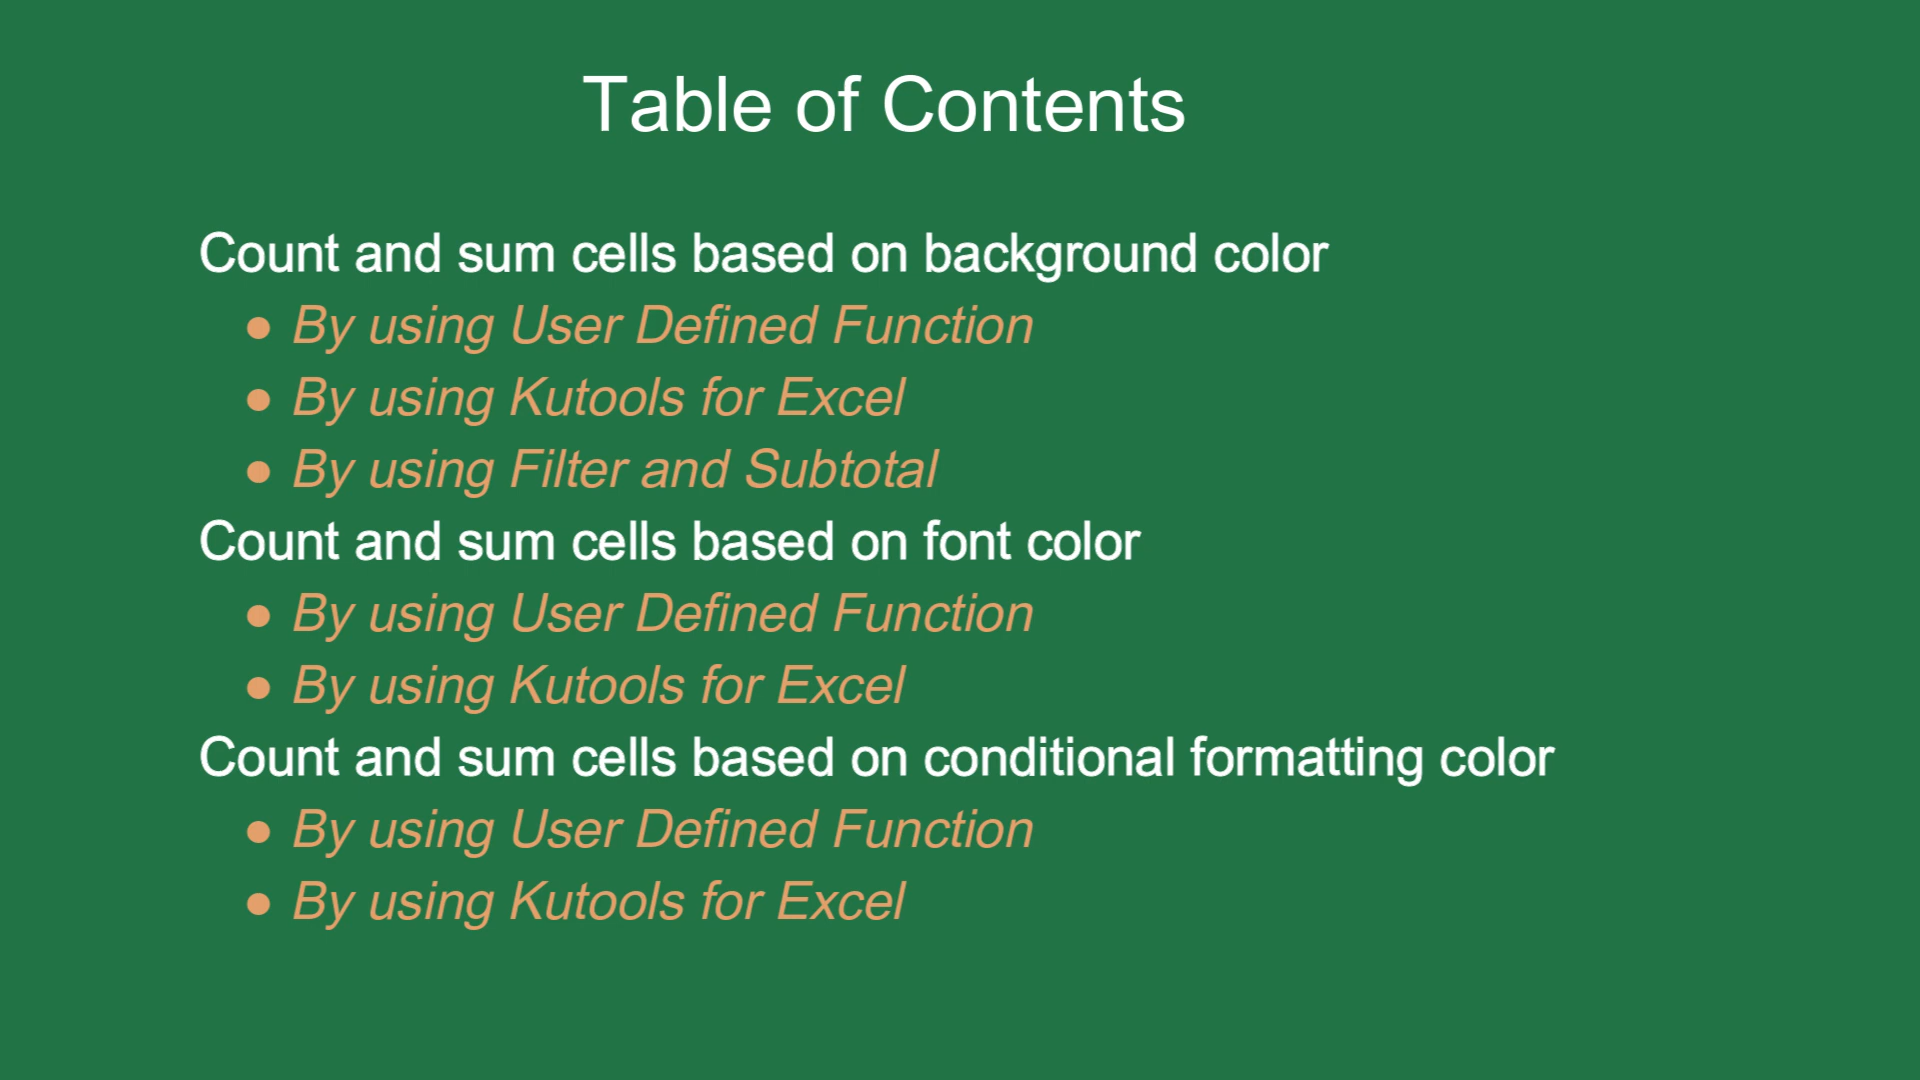 Table of Contents
Count and sum cells based on background color
● By using User Defined Function
● By using Kutools for Excel
● By using Filter and Subtotal
Count and sum cells based on font color
● By using User Defined Function
● By using Kutools for Excel
Count and sum cells based on conditional formatting color
● By using User Defined Function
● By using Kutools for Excel